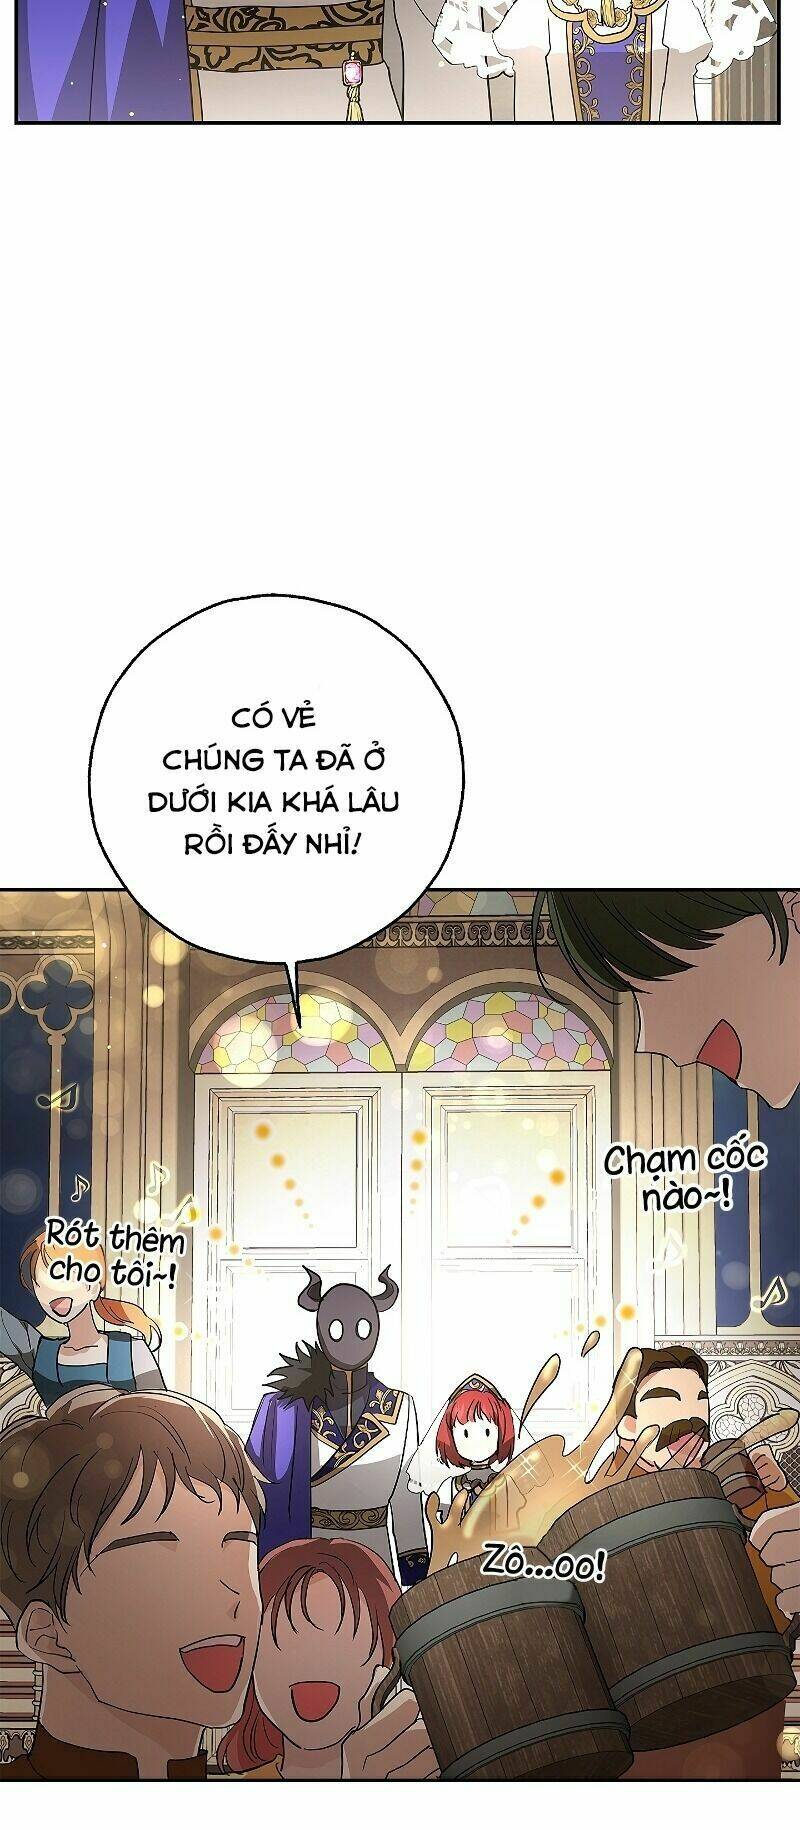 CÓ VẺ
CHÚNG TA ĐÃ Ở
DƯỚI KIA KHÁ LÂU
RỒI ĐẤY NHỈ!
Chạm cốc
nào~!
Rót thêm
cho tôi~!
Zô...oo!